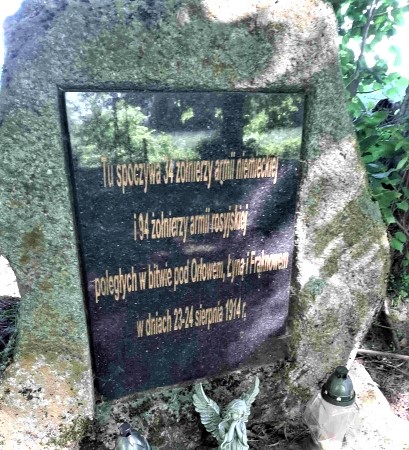 Tu spoczywa 34 żołnierzy armii niemieckiej
i 94 żołnierzy armii rosyjskiej
poległych w bitwie pod Orłowem, Łyną i Frąknowem
w dniach 23-24 sierpnia 1914 r.